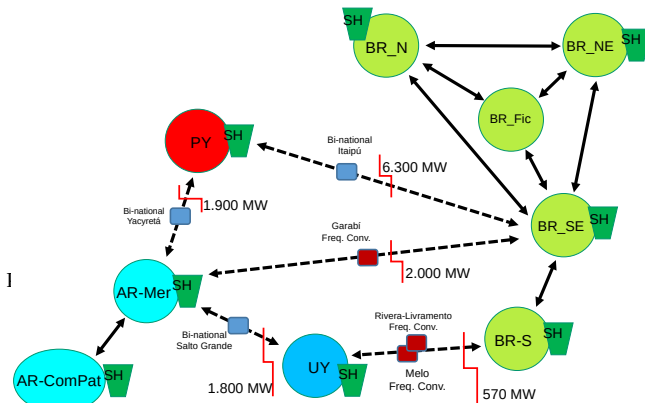 SH
BR_N
BR_NE
SH
BR_Fic
PY
SH
Bi-national
Itaipú
6.300 MW
Bi-national
Yacyretá
1.900 MW
Garabí
Freq. Conv.
BR_SE
SH
2.000 MW
AR-Mer
SH
Rivera-Livramento
Freq. Conv.
Bi-national
Salto Grande
BR-S
SH
AR-ComPat
SH
1.800 MW
UY
SH
Melo
Freq. Conv.
570 MW